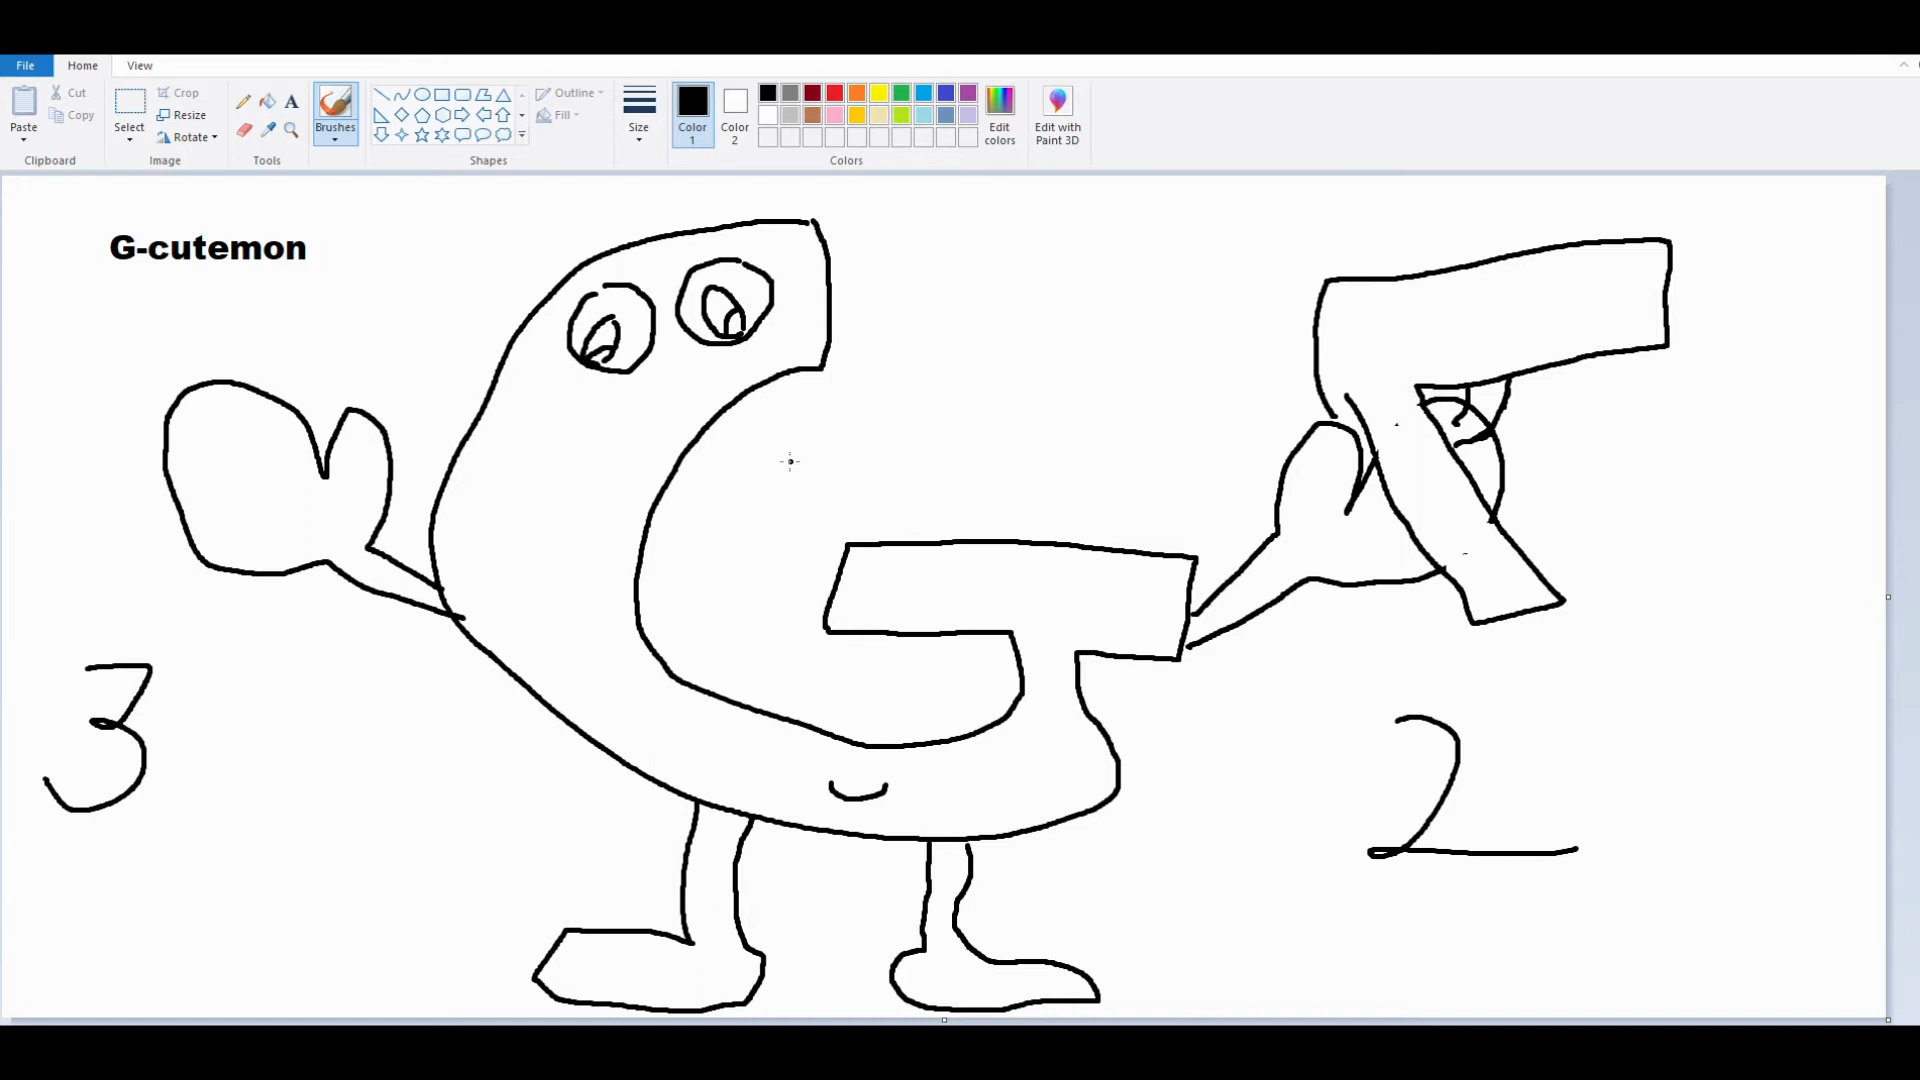 File Home View
Cut
Copy
Paste
Clipboard
Select
Crop
Resize
Rotate
Image
Tools
A
Brushes
Shapes
Outline
Fill
Size
Color
1
Color
2
Colors
Edit
colors
Edit with
Paint 3D
G-cutemon
G
3
2